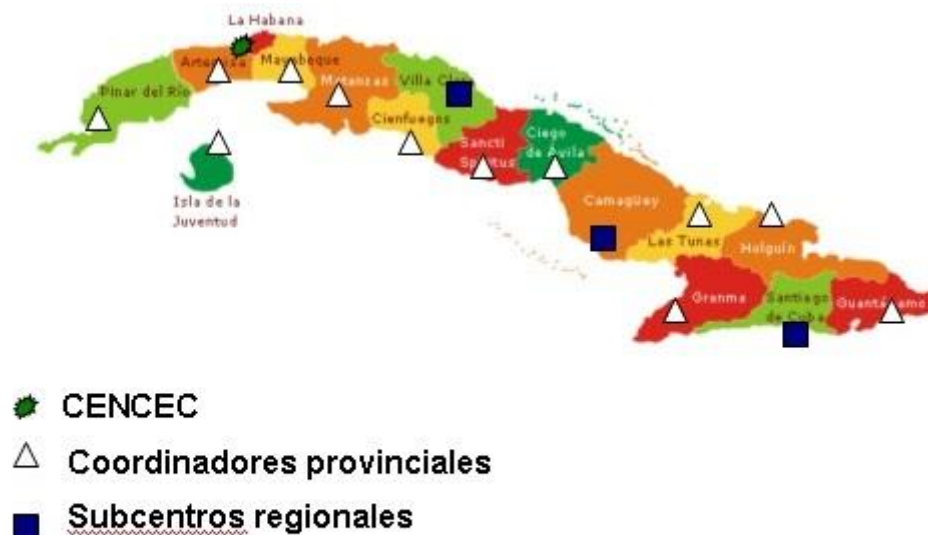 La Habana
Artemisa
Mayabeque
Matanzas
Villa Clara
Pinar del Río
Cienfuegos
Sancti
Spíritus
Ciego
de Ávila
Isla de la
Juventud
Camagüey
Las Tunas
Holguín
Granma
Santiago
de Cuba
Guantánamo
CENCEC
Coordinadores provinciales
Subcentros regionales